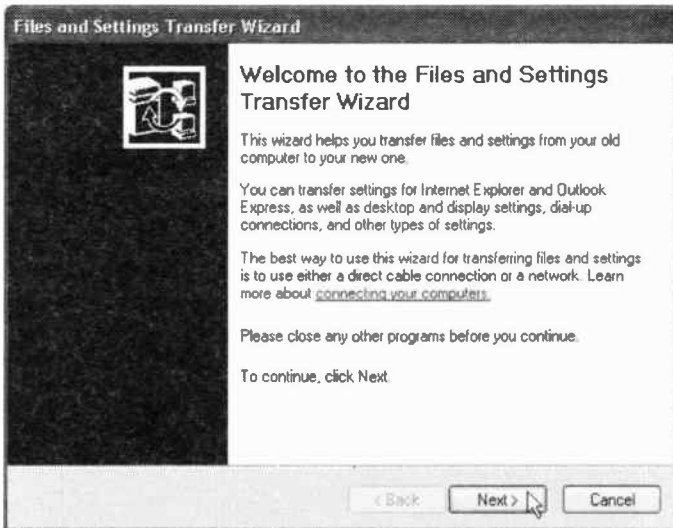 Files and Settings Transfer Wizard
Welcome to the Files and Settings
Transfer Wizard
This wizard helps you transfer files and settings from your old
computer to your new one.
You can transfer settings for Internet Explorer and Outlook
Express, as well as desktop and display settings, dial-up
connections, and other types of settings.
The best way to use this wizard for transferring files and settings
is to use either a direct cable connection or a network. Learn
more about connecting your computers.
Please close any other programs before you continue.
To continue, click Next.
< Back
Next >
Cancel